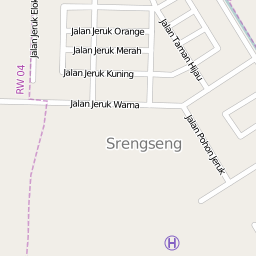 Jalan Jeruk Elok
Jalan Jeruk Orange
Jalan Taman Hijau
Jalan Jeruk Merah
Jalan Jeruk Kuning
RW 04
Jalan Jeruk Warna
Jalan Pohon Jeruk
Srengseng
H